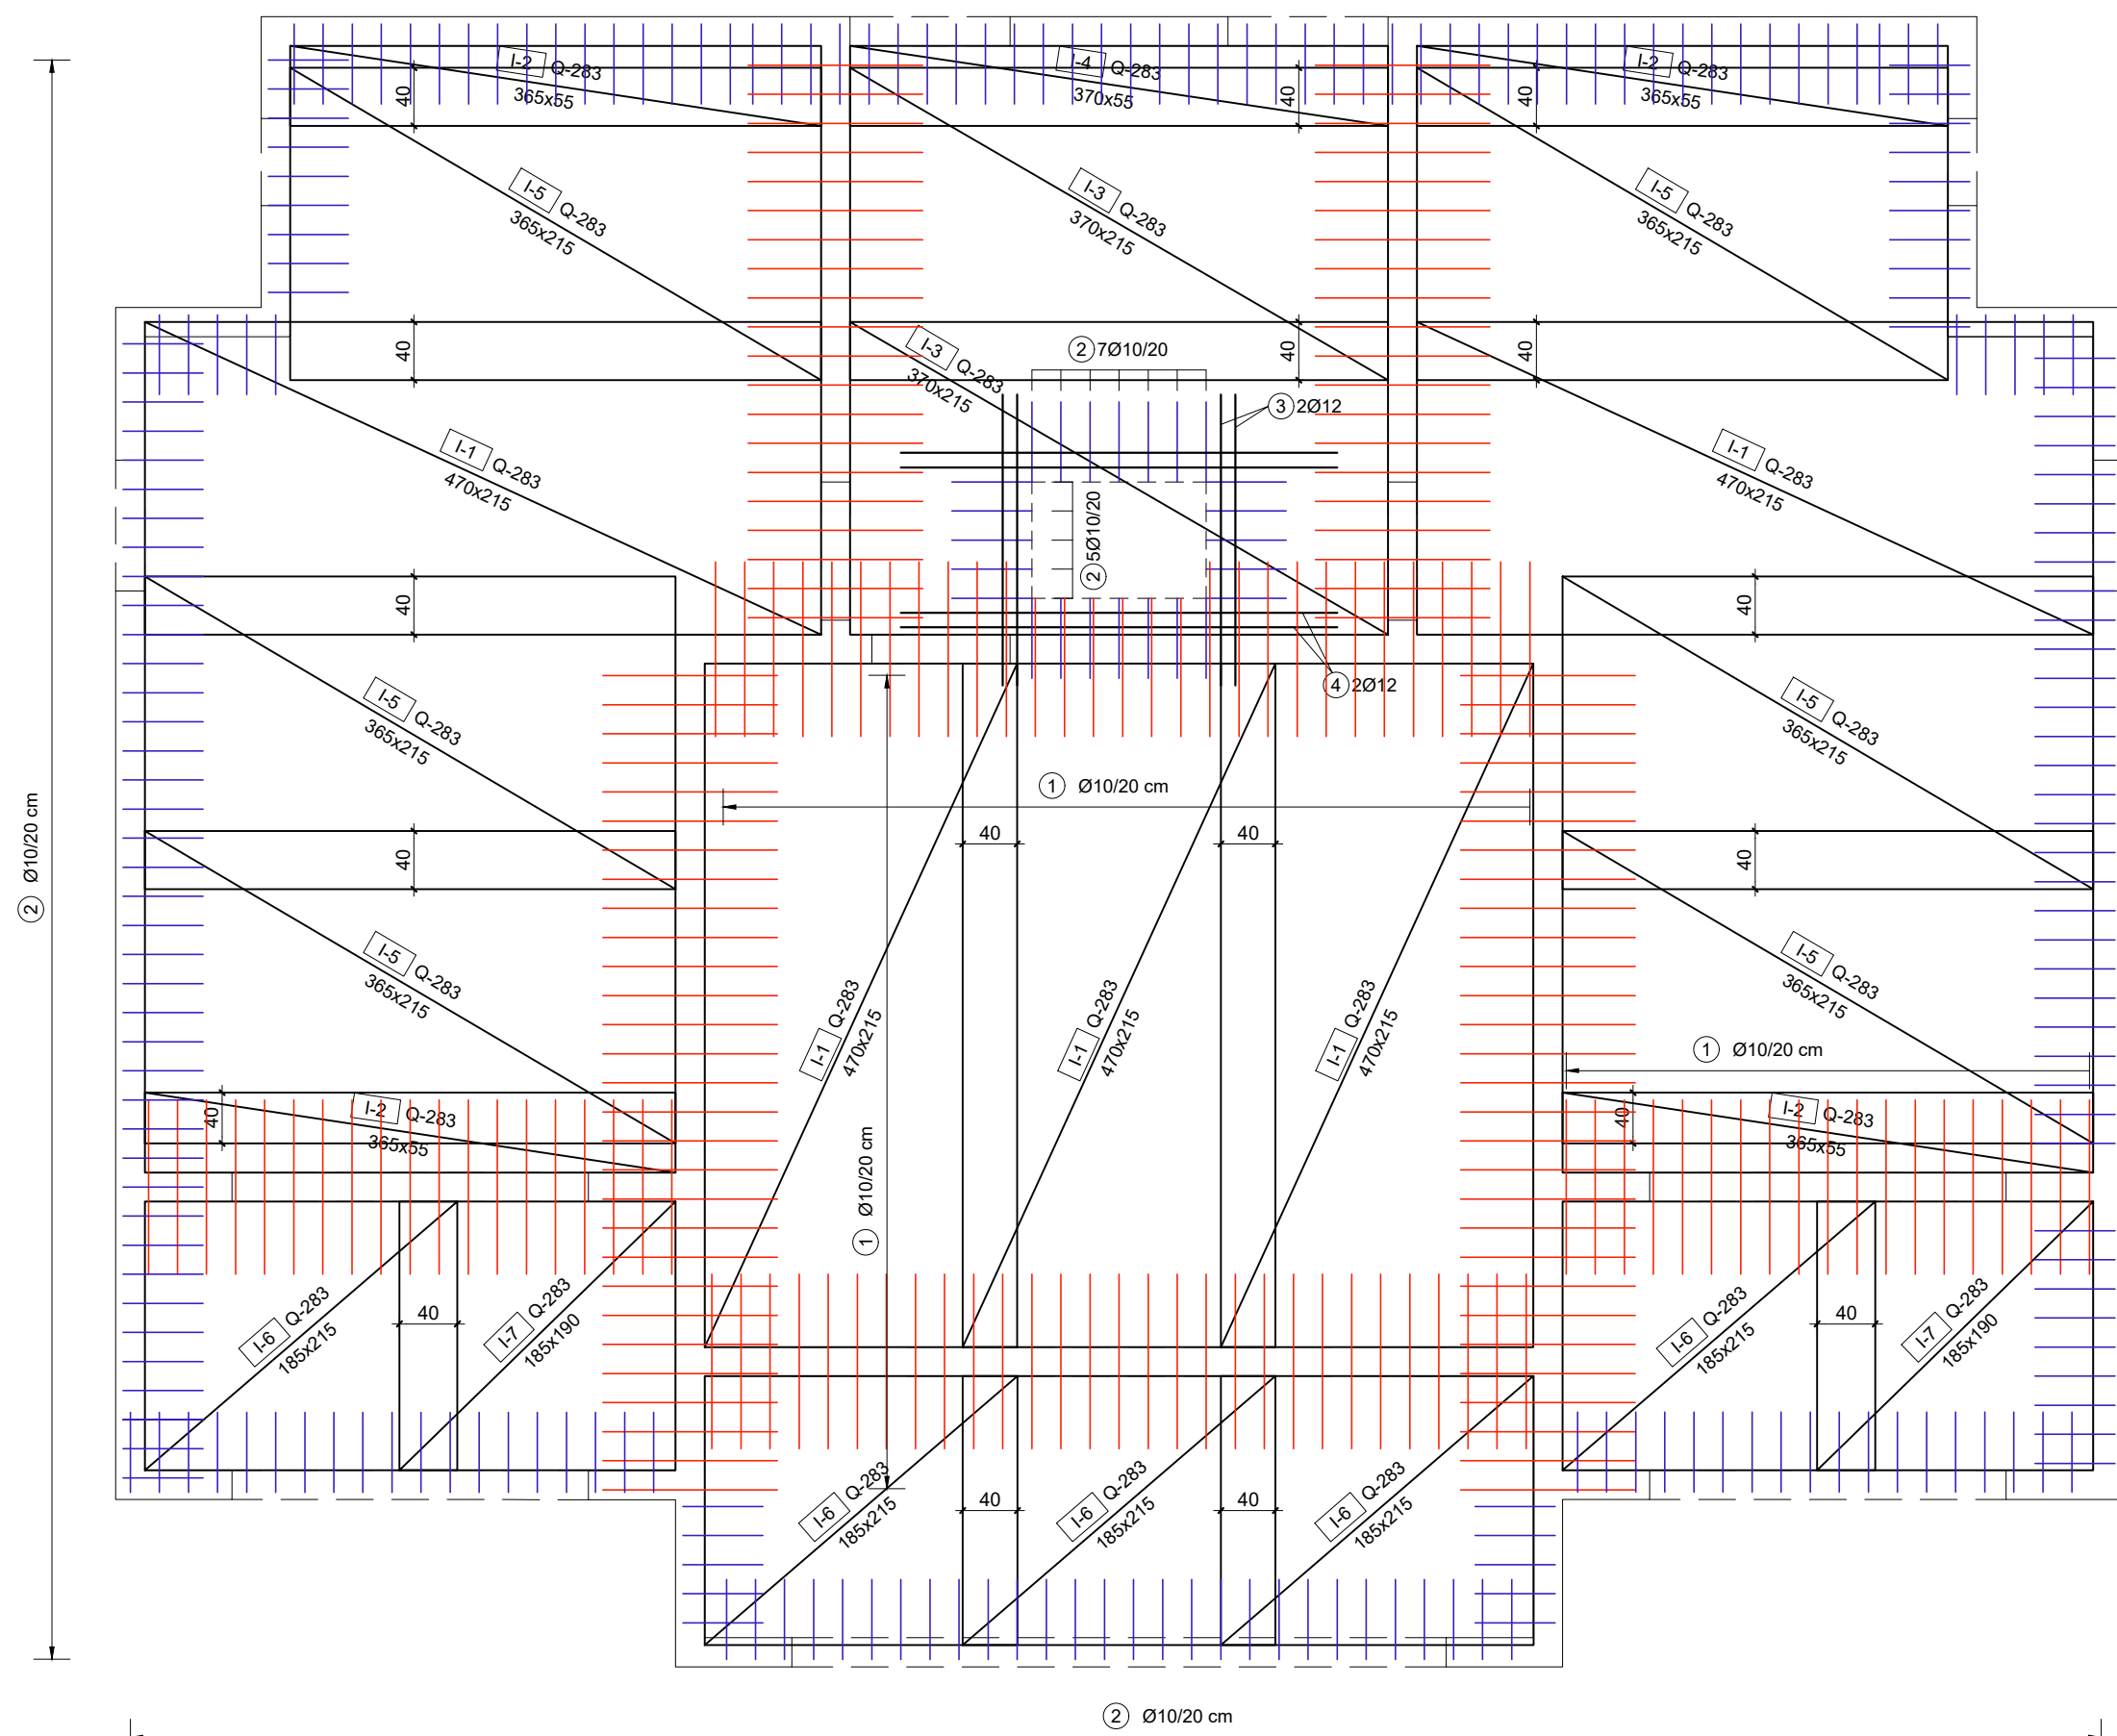 I-2 Q-283
365x55
40
I-4 Q-283
370x55
40
I-2 Q-283
365x55
40
I-5 Q-283
365x215
I-3 Q-283
370x215
I-5 Q-283
365x215
40
I-3 Q-283
370x215
2 7Ø10/20
40
40
3 2Ø12
I-1 Q-283
470x215
I-1 Q-283
470x215
2 5Ø10/20
40
40
4 2Ø12
I-5 Q-283
365x215
I-5 Q-283
365x215
1 Ø10/20 cm
40
40
40
40
2 Ø10/20 cm
I-5 Q-283
365x215
I-5 Q-283
365x215
I-1 Q-283
470x215
I-1 Q-283
470x215
I-1 Q-283
470x215
1 Ø10/20 cm
40
I-2 Q-283
365x55
40
I-2 Q-283
365x55
1 Ø10/20 cm
I-6 Q-283
185x215
40
I-7 Q-283
185x190
I-6 Q-283
185x215
40
I-7 Q-283
185x190
I-6 Q-283
185x215
40
I-6 Q-283
185x215
40
I-6 Q-283
185x215
2 Ø10/20 cm